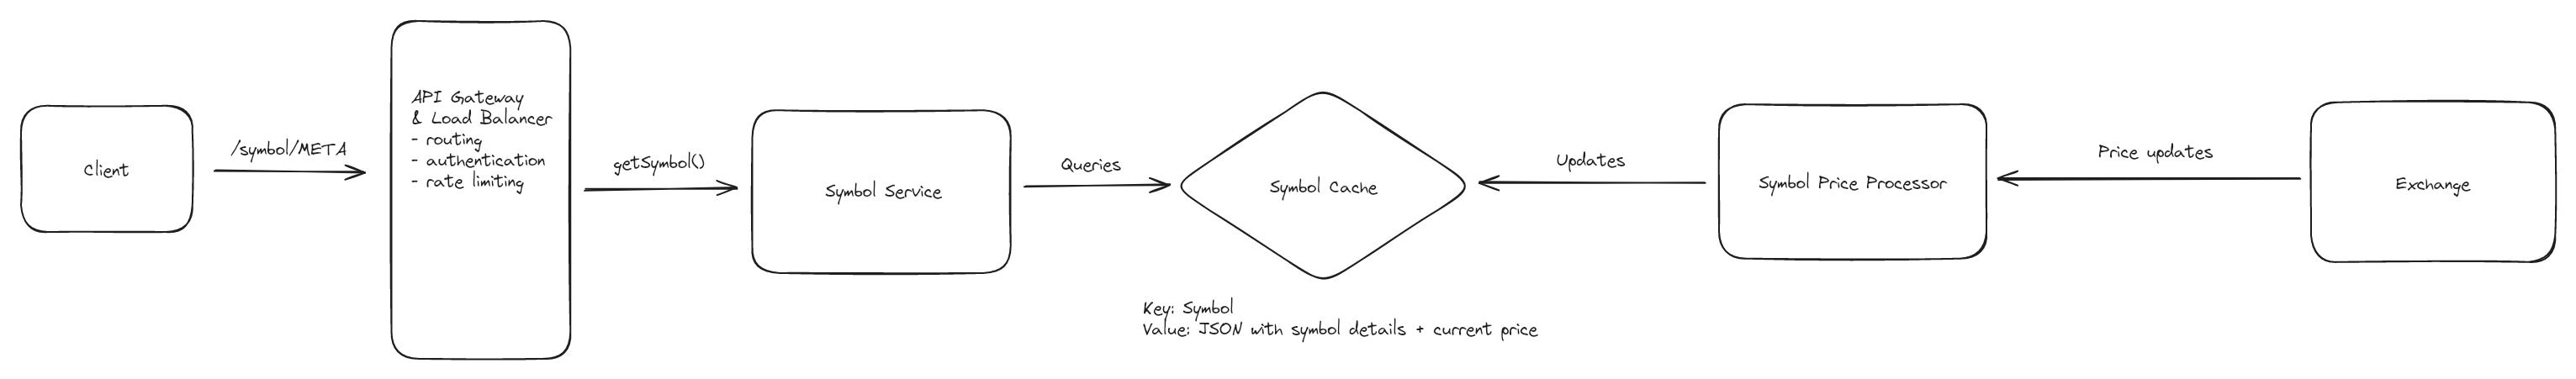 Client
/symbol/META
API Gateway
& Load Balancer
- routing
- authentication
- rate limiting
getSymbol()
Symbol Service
Queries
Symbol Cache
Key: Symbol
Value: JSON with symbol details + current price
Updates
Symbol Price Processor
Price updates
Exchange